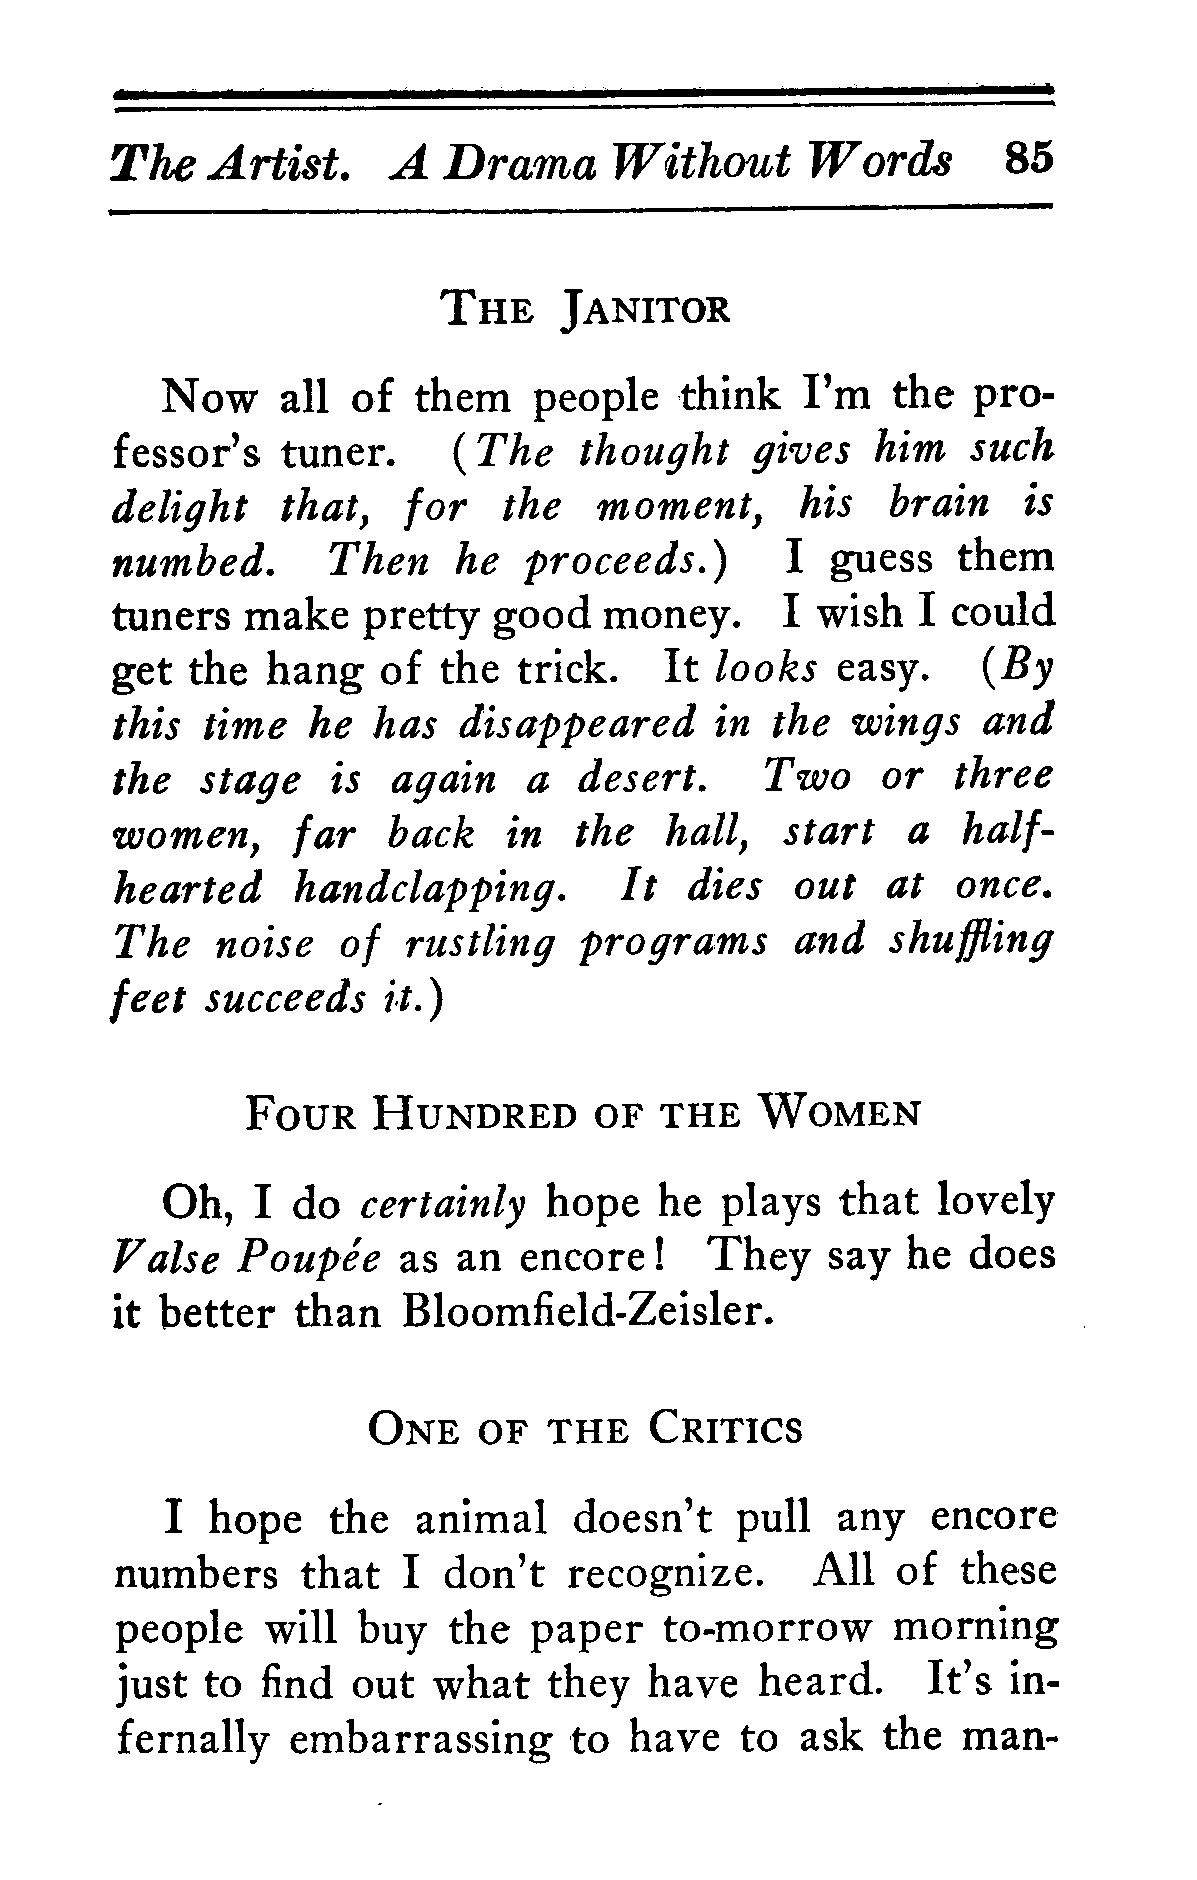 The Artist. A Drama Without Words 85
The Janitor
Now all of them people think I'm the pro-
fessor's tuner. (The thought gives him such
delight that, for the moment, his brain is
numbed. Then he proceeds.) I guess them
tuners make pretty good money. I wish I could
get the hang of the trick. It looks easy. (By
this time he has disappeared in the wings and
the stage is again a desert. Two or three
women, far back in the hall, start a half-
hearted handclapping. It dies out at once.
The noise of rustling programs and shuffling
feet succeeds it.)
Four Hundred of the Women
Oh, I do certainly hope he plays that lovely
Valse Poupée as an encore! They say he does
it better than Bloomfield-Zeisler.
One of the Critics
I hope the animal doesn't pull any encore
numbers that I don't recognize. All of these
people will buy the paper to-morrow morning
just to find out what they have heard. It's in-
fernally embarrassing to have to ask the man-